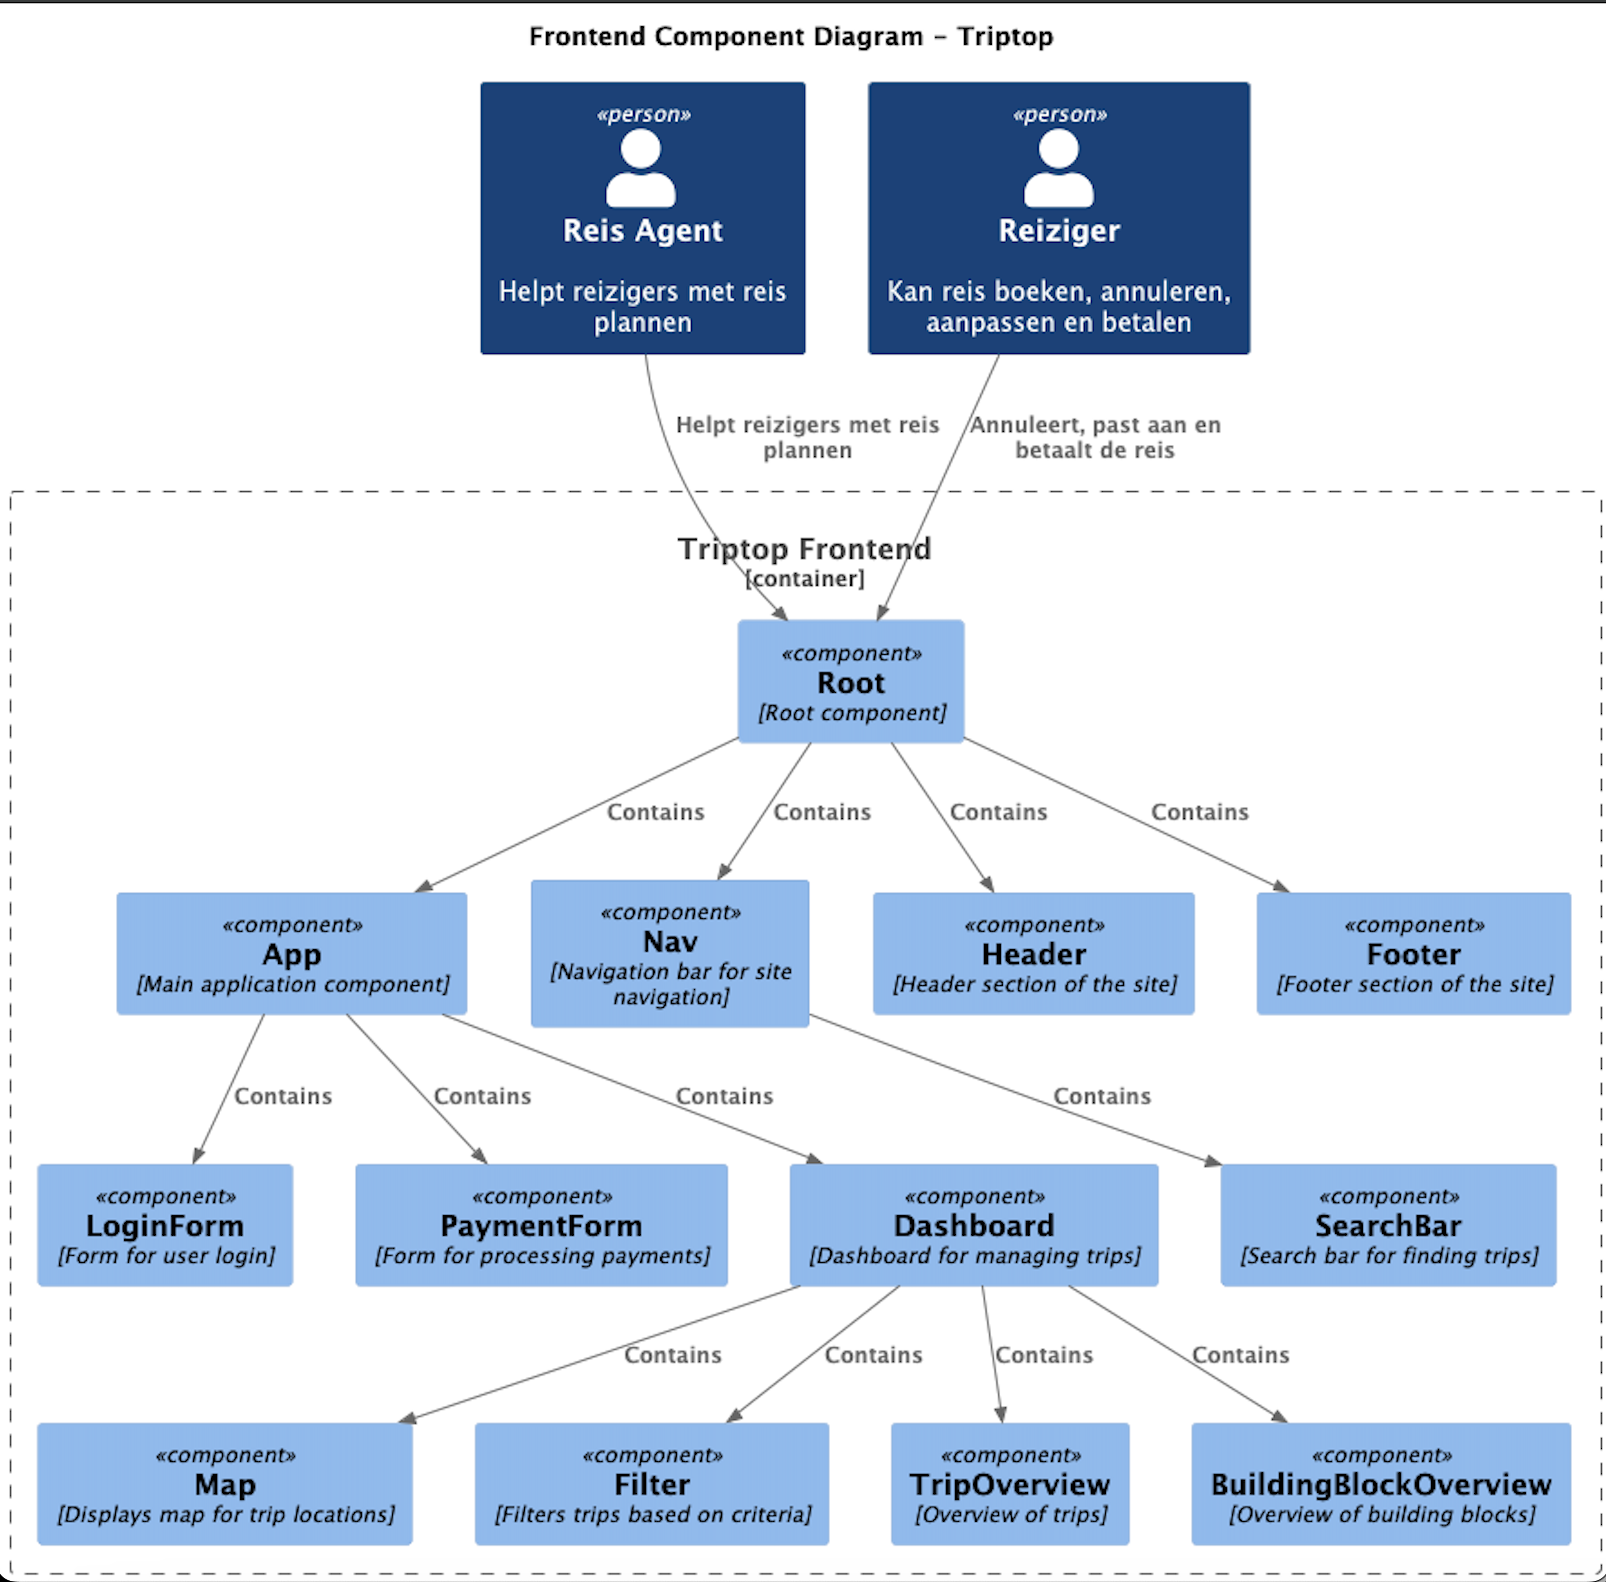 Frontend Component Diagram – Triptop
«person»
Reis Agent
Helpt reizigers met reis
plannen
«person»
Reiziger
Kan reis boeken, annuleren,
aanpassen en betalen
Helpt reizigers met reis
plannen
Annuleert, past aan en
betaalt de reis
Triptop Frontend
[container]
«component»
Root
[Root component]
Contains
Contains
Contains
Contains
«component»
App
[Main application component]
«component»
Nav
[Navigation bar for site
navigation]
«component»
Header
[Header section of the site]
«component»
Footer
[Footer section of the site]
Contains
Contains
Contains
Contains
«component»
LoginForm
[Form for user login]
«component»
PaymentForm
[Form for processing payments]
«component»
Dashboard
[Dashboard for managing trips]
«component»
SearchBar
[Search bar for finding trips]
Contains
Contains
Contains
Contains
«component»
Map
[Displays map for trip locations]
«component»
Filter
[Filters trips based on criteria]
«component»
TripOverview
[Overview of trips]
«component»
BuildingBlockOverview
[Overview of building blocks]